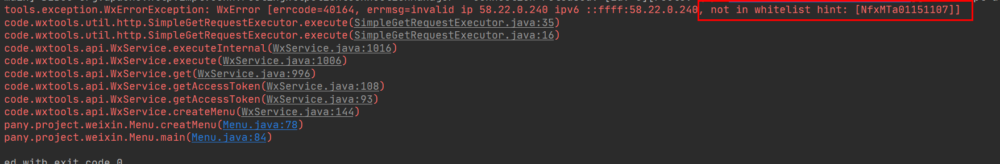 tools.exception.WxErrorException: WxError [errcode=40164, errmsg=invalid ip 58.22.0.240 ipv6 ::ffff:58.22.0.240, not in whitelist hint: [NfxMTa01151107]]
code.wxtools.util.http.SimpleGetRequestExecutor.execute(SimpleGetRequestExecutor.java:35)
code.wxtools.util.http.SimpleGetRequestExecutor.execute(SimpleGetRequestExecutor.java:16)
code.wxtools.api.WxService.executeInternal(WxService.java:1016)
code.wxtools.api.WxService.execute(WxService.java:1006)
code.wxtools.api.WxService.get(WxService.java:996)
code.wxtools.api.WxService.getAccessToken(WxService.java:108)
code.wxtools.api.WxService.getAccessToken(WxService.java:93)
code.wxtools.api.WxService.createMenu(WxService.java:144)
pany.project.weixin.Menu.creatMenu(Menu.java:78)
pany.project.weixin.Menu.main(Menu.java:84)
ed with exit code 0